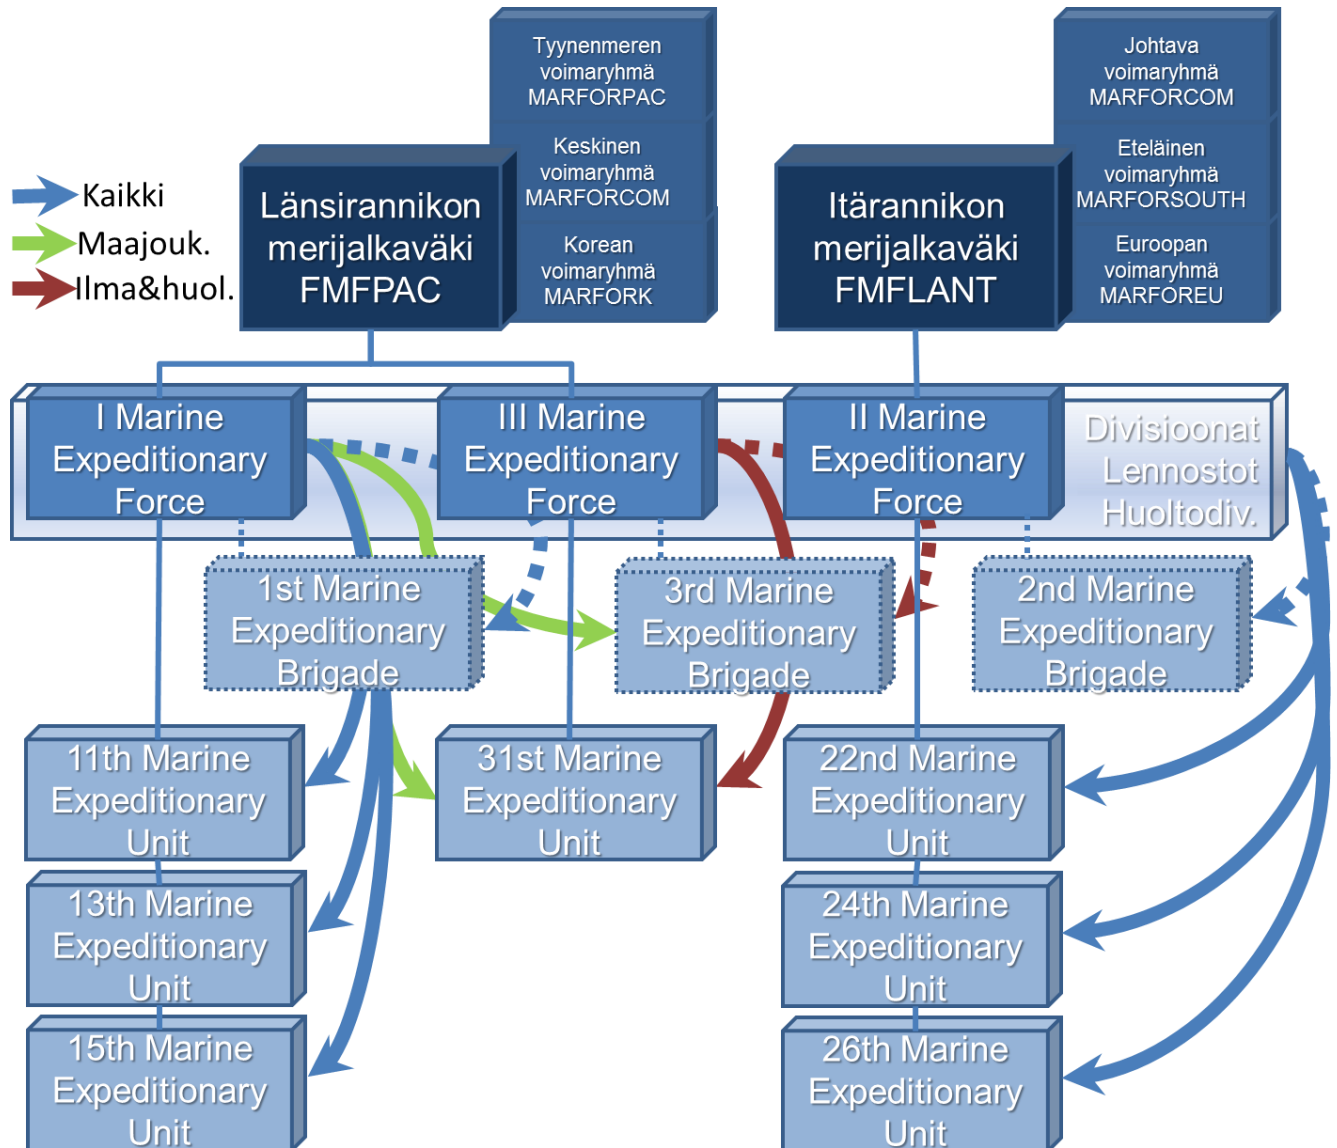 Tyynenmeren
voimaryhmä
MARFORPAC
Keskinen
voimaryhmä
MARFORCOM
Korean
voimaryhmä
MARFORK
Johtava
voimaryhmä
MARFORCOM
Eteläinen
voimaryhmä
MARFORSOUTH
Euroopan
voimaryhmä
MARFOREU
Länsirannikon
merijalkaväki
FMFPAC
Itärannikon
merijalkaväki
FMFLANT
Kaikki
Maajouk.
Ilma&huol.
I Marine
Expeditionary
Force
III Marine
Expeditionary
Force
II Marine
Expeditionary
Force
Divisioonat
Lennostot
Huoltodiv.
1st Marine
Expeditionary
Brigade
3rd Marine
Expeditionary
Brigade
2nd Marine
Expeditionary
Brigade
11th Marine
Expeditionary
Unit
31st Marine
Expeditionary
Unit
22nd Marine
Expeditionary
Unit
13th Marine
Expeditionary
Unit
24th Marine
Expeditionary
Unit
15th Marine
Expeditionary
Unit
26th Marine
Expeditionary
Unit